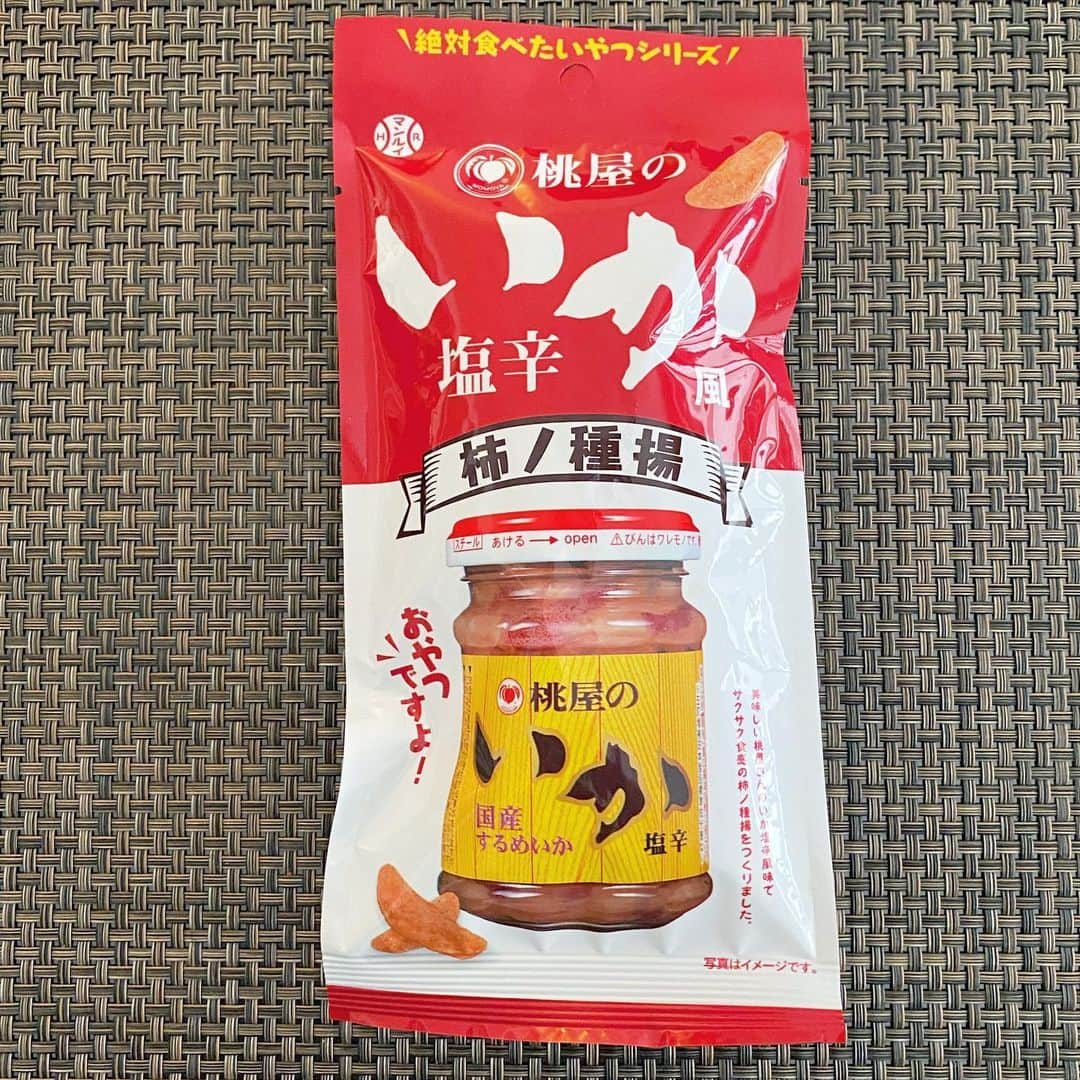 絶対食べたいやつシリーズ
マンルイ
H R
MOMOYA
桃屋の
いか
塩辛
風
柿ノ種揚
スチール あける→open ⚠びんはワレモノです。
おやつ
ですよ!
桃屋の
いか
国産
するめいか
塩辛
美味しい桃屋さんのいか塩辛風味で
サクサク食感の柿ノ種揚をつくりました。
写真はイメージです。